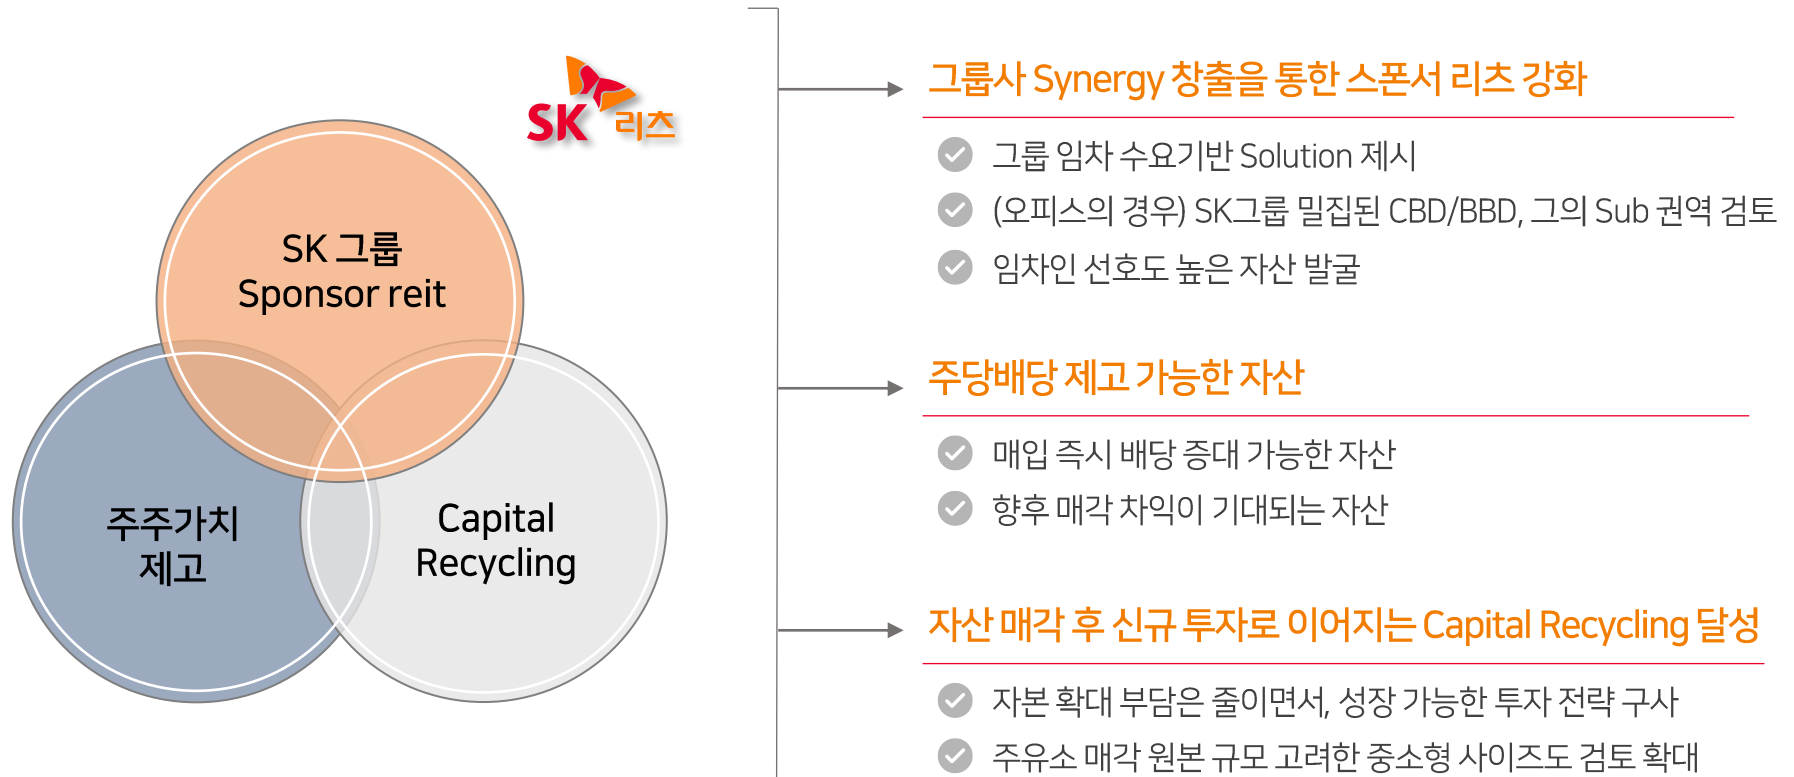 SK 리츠
SK 그룹
Sponsor reit
주주가치
제고
Capital
Recycling
그룹사 Synergy 창출을 통한 스폰서 리츠 강화
그룹 임차 수요기반 Solution 제시
(오피스의 경우) SK그룹 밀집된 CBD/BBD, 그외 Sub 권역 검토
임차인 선호도 높은 자산 발굴
주당배당 제고 가능한 자산
매입 즉시 배당 증대 가능한 자산
향후 매각 차익이 기대되는 자산
자산 매각 후 신규 투자로 이어지는 Capital Recycling 달성
자본 확대 부담은 줄이면서, 성장 가능한 투자 전략 구사
주유소 매각 원본 규모 고려한 중소형 사이즈도 검토 확대